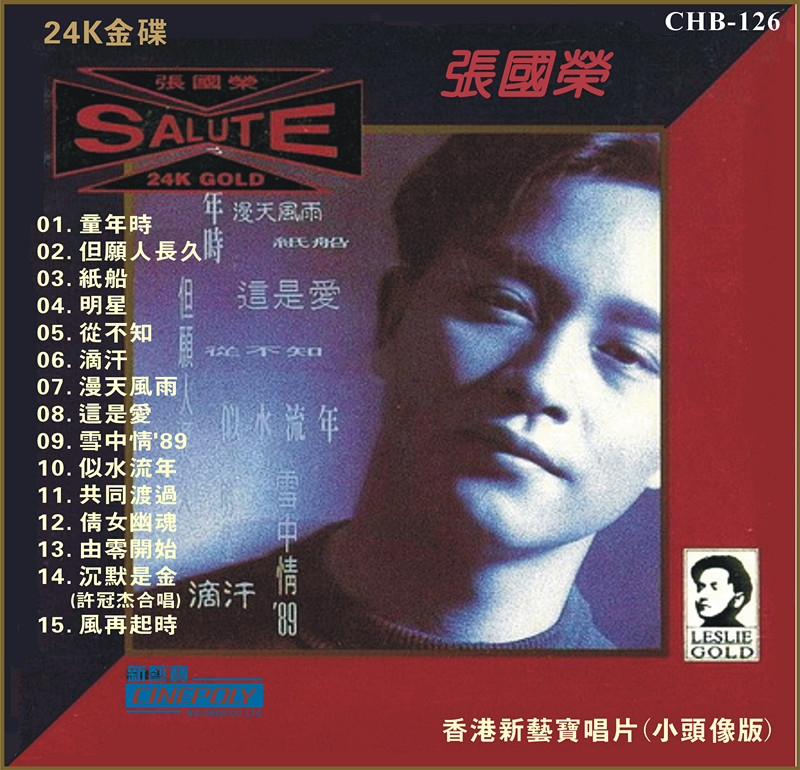 24K金碟
CHB-126
張國榮
張國榮
SALUTE
24K GOLD
01. 童年時
02. 但願人長久
03. 紙船
04. 明星
05. 從不知
06. 滴汗
07. 漫天風雨
08. 這是愛
09. 雪中情'89
10. 似水流年
11. 共同渡過
12. 倩女幽魂
13. 由零開始
14. 沉默是金
(許冠杰合唱)
15. 風再起時
年時
漫天風雨
紙船
這是愛
但願人
從不知
似水流年
雪中情'89
滴汗
LESLIE
GOLD
新藝寶
CINEPOLY
香港新藝寶唱片(小頭像版)